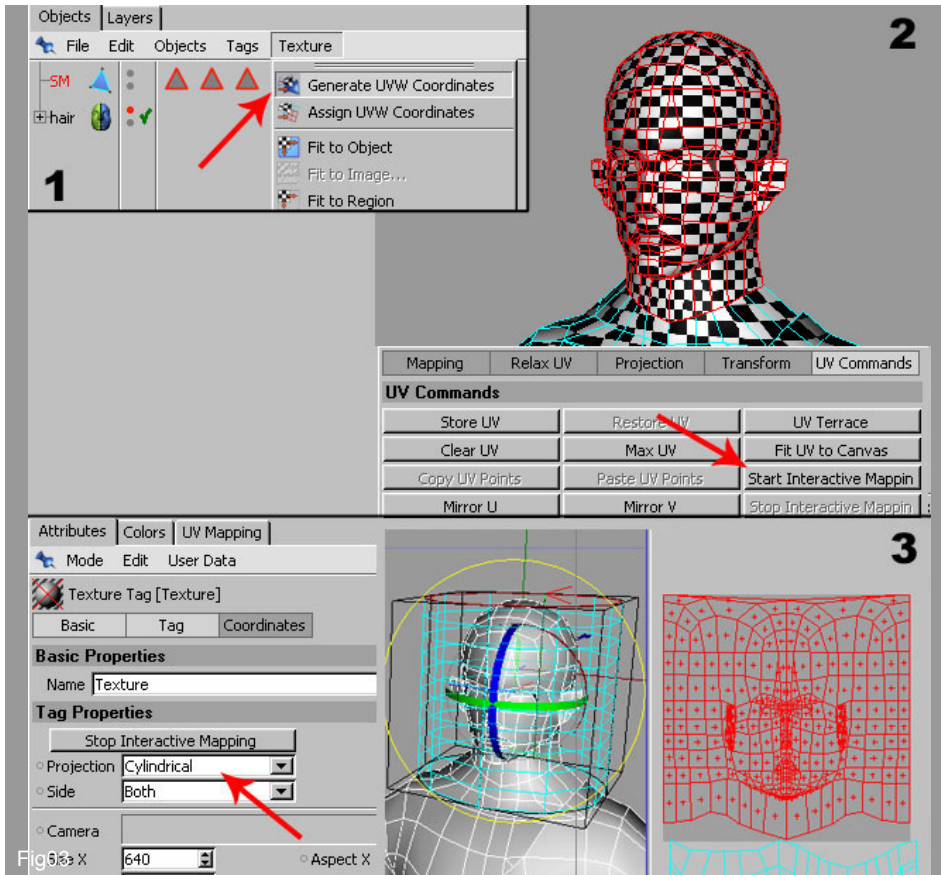 Objects Layers
File Edit Objects Tags Texture
SM
hair
1
Generate UVW Coordinates
Assign UVW Coordinates
Fit to Object
Fit to Image...
Fit to Region
2
Mapping Relax UV Projection Transform UV Commands
UV Commands
Store UV Restore UV UV Terrace
Clear UV Max UV Fit UV to Canvas
Copy UV Points Paste UV Points Start Interactive Mappin
Mirror U Mirror V Stop Interactive Mappin
3
Attributes Colors UV Mapping
Mode Edit User Data
Texture Tag [Texture]
Basic Tag Coordinates
Basic Properties
Name Texture
Tag Properties
Stop Interactive Mapping
Projection Cylindrical
Side Both
Camera
X 640 Aspect X